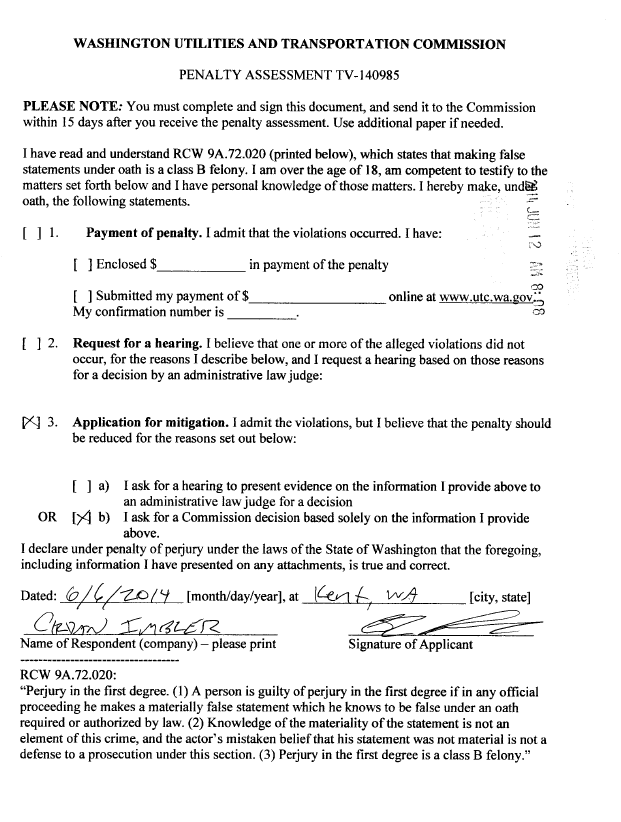 WASHINGTON UTILITIES AND TRANSPORTATION COMMISSION
PENALTY ASSESSMENT TV-140985
PLEASE NOTE: You must complete and sign this document, and send it to the Commission
within 15 days after you receive the penalty assessment. Use additional paper if needed.
I have read and understand RCW 9A.72.020 (printed below), which states that making false
statements under oath is a class B felony. I am over the age of 18, am competent to testify to the
matters set forth below and I have personal knowledge of those matters. I hereby make, under
oath, the following statements.
[ ] 1. Payment of penalty. I admit that the violations occurred. I have:
[ ] Enclosed $______________ in payment of the penalty
[ ] Submitted my payment of $______________________ online at www.utc.wa.gov.
My confirmation number is ___________.
[ ] 2. Request for a hearing. I believe that one or more of the alleged violations did not
occur, for the reasons I describe below, and I request a hearing based on those reasons
for a decision by an administrative law judge:
[X] 3. Application for mitigation. I admit the violations, but I believe that the penalty should
be reduced for the reasons set out below:
[ ] a) I ask for a hearing to present evidence on the information I provide above to
an administrative law judge for a decision
OR [X] b) I ask for a Commission decision based solely on the information I provide
above.
I declare under penalty of perjury under the laws of the State of Washington that the foregoing,
including information I have presented on any attachments, is true and correct.
Dated: 6/6/2014 [month/day/year], at Kent, WA [city, state]
IMBLER
Name of Respondent (company) – please print Signature of Applicant
-----------------------------------
RCW 9A.72.020:
“Perjury in the first degree. (1) A person is guilty of perjury in the first degree if in any official
proceeding he makes a materially false statement which he knows to be false under an oath
required or authorized by law. (2) Knowledge of the materiality of the statement is not an
element of this crime, and the actor's mistaken belief that his statement was not material is not a
defense to a prosecution under this section. (3) Perjury in the first degree is a class B felony.”
2014 JUN 12 AM 8:08